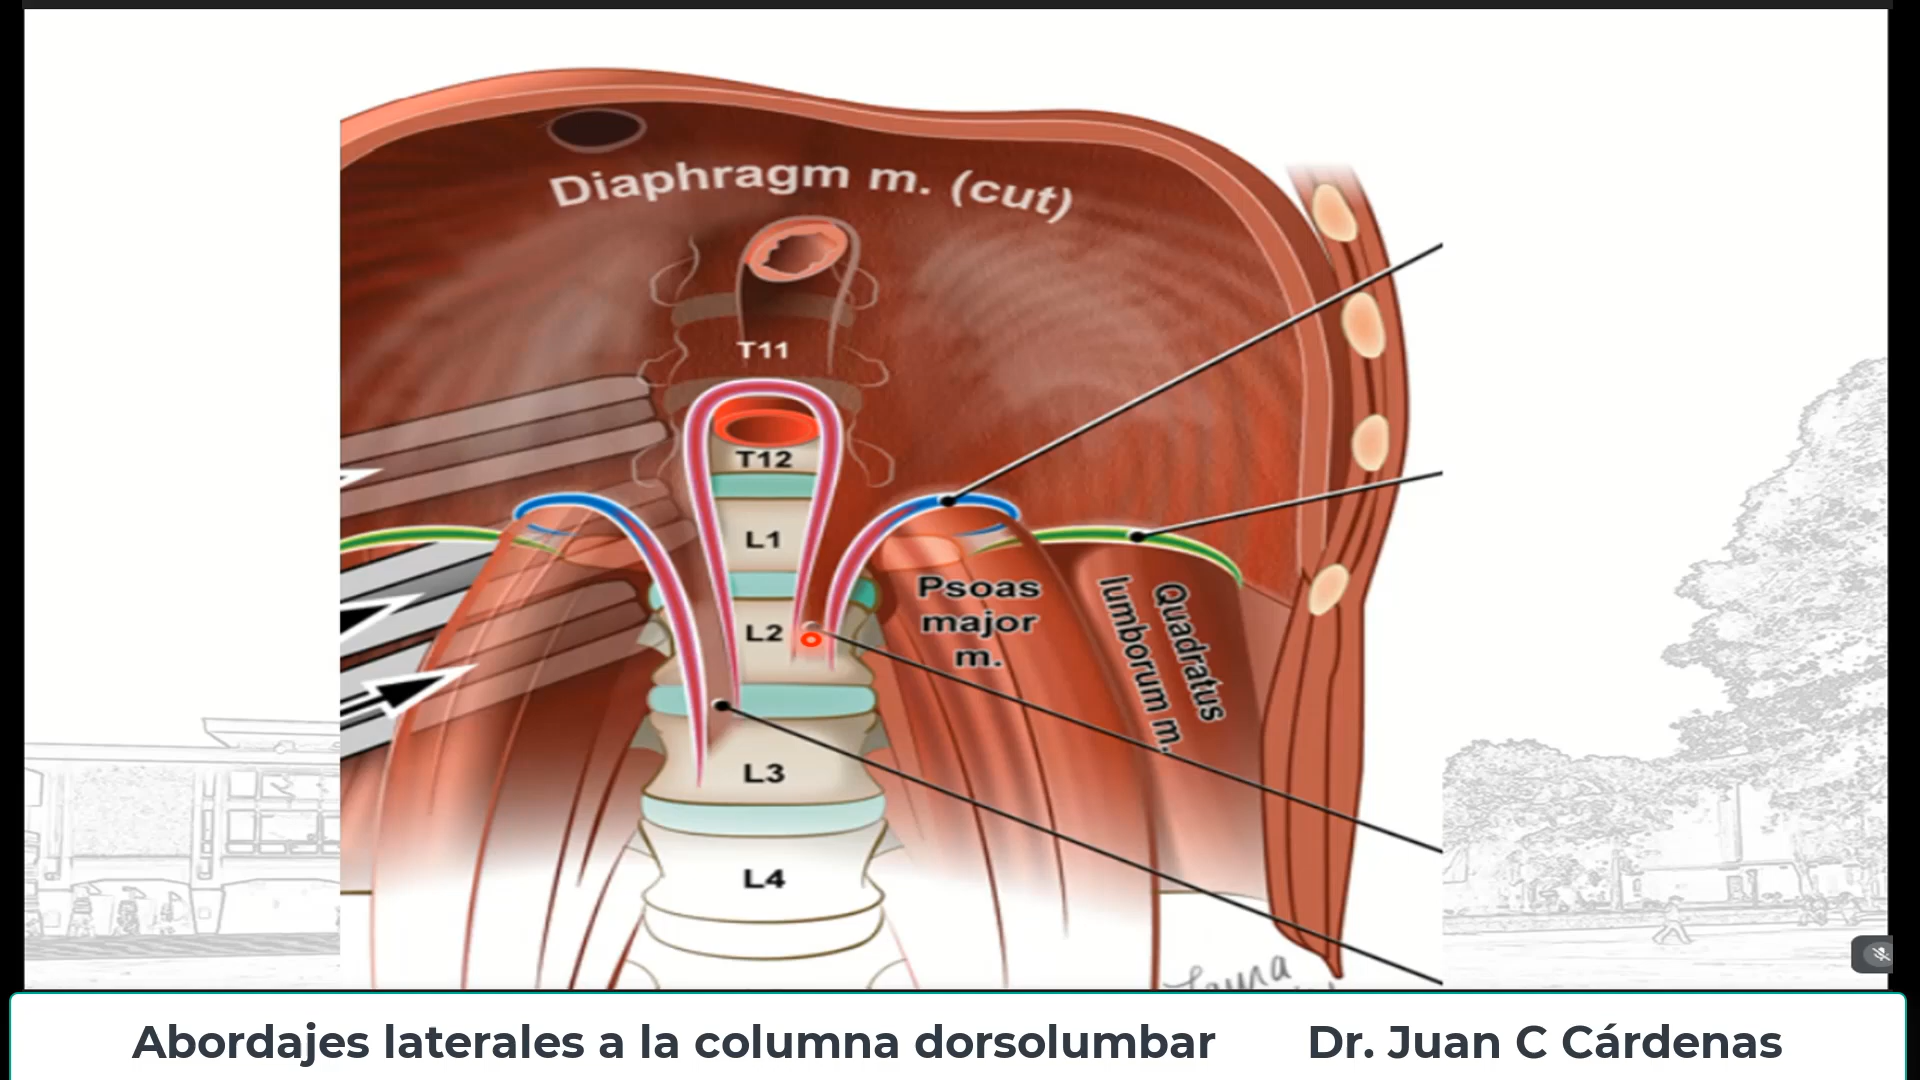 Diaphragm m. (cut)
T11
T12
L1
L2
Psoas
major
m.
Quadratus
lumborum m.
L3
L4
Abordajes laterales a la columna dorsolumbar
Dr. Juan C Cárdenas